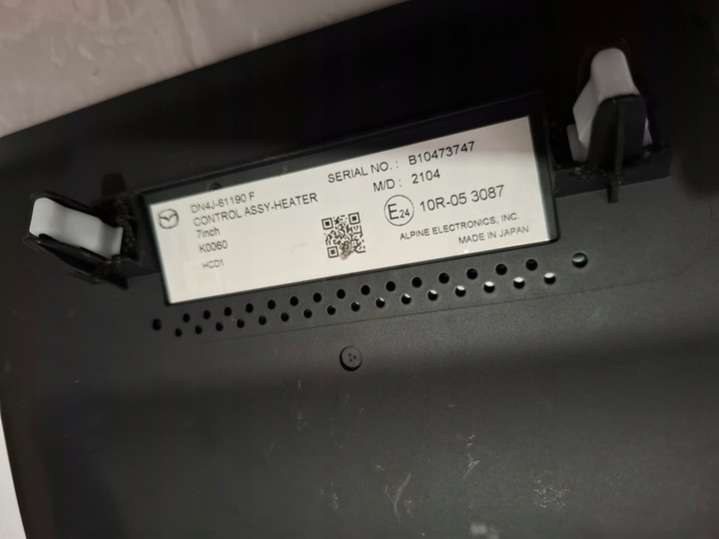 DN4J-61190 F
CONTROL ASSY-HEATER
7inch
K0060
HCD1
SERIAL NO. : B10473747
M/D : 2104
E24 10R-05 3087
ALPINE ELECTRONICS, INC.
MADE IN JAPAN